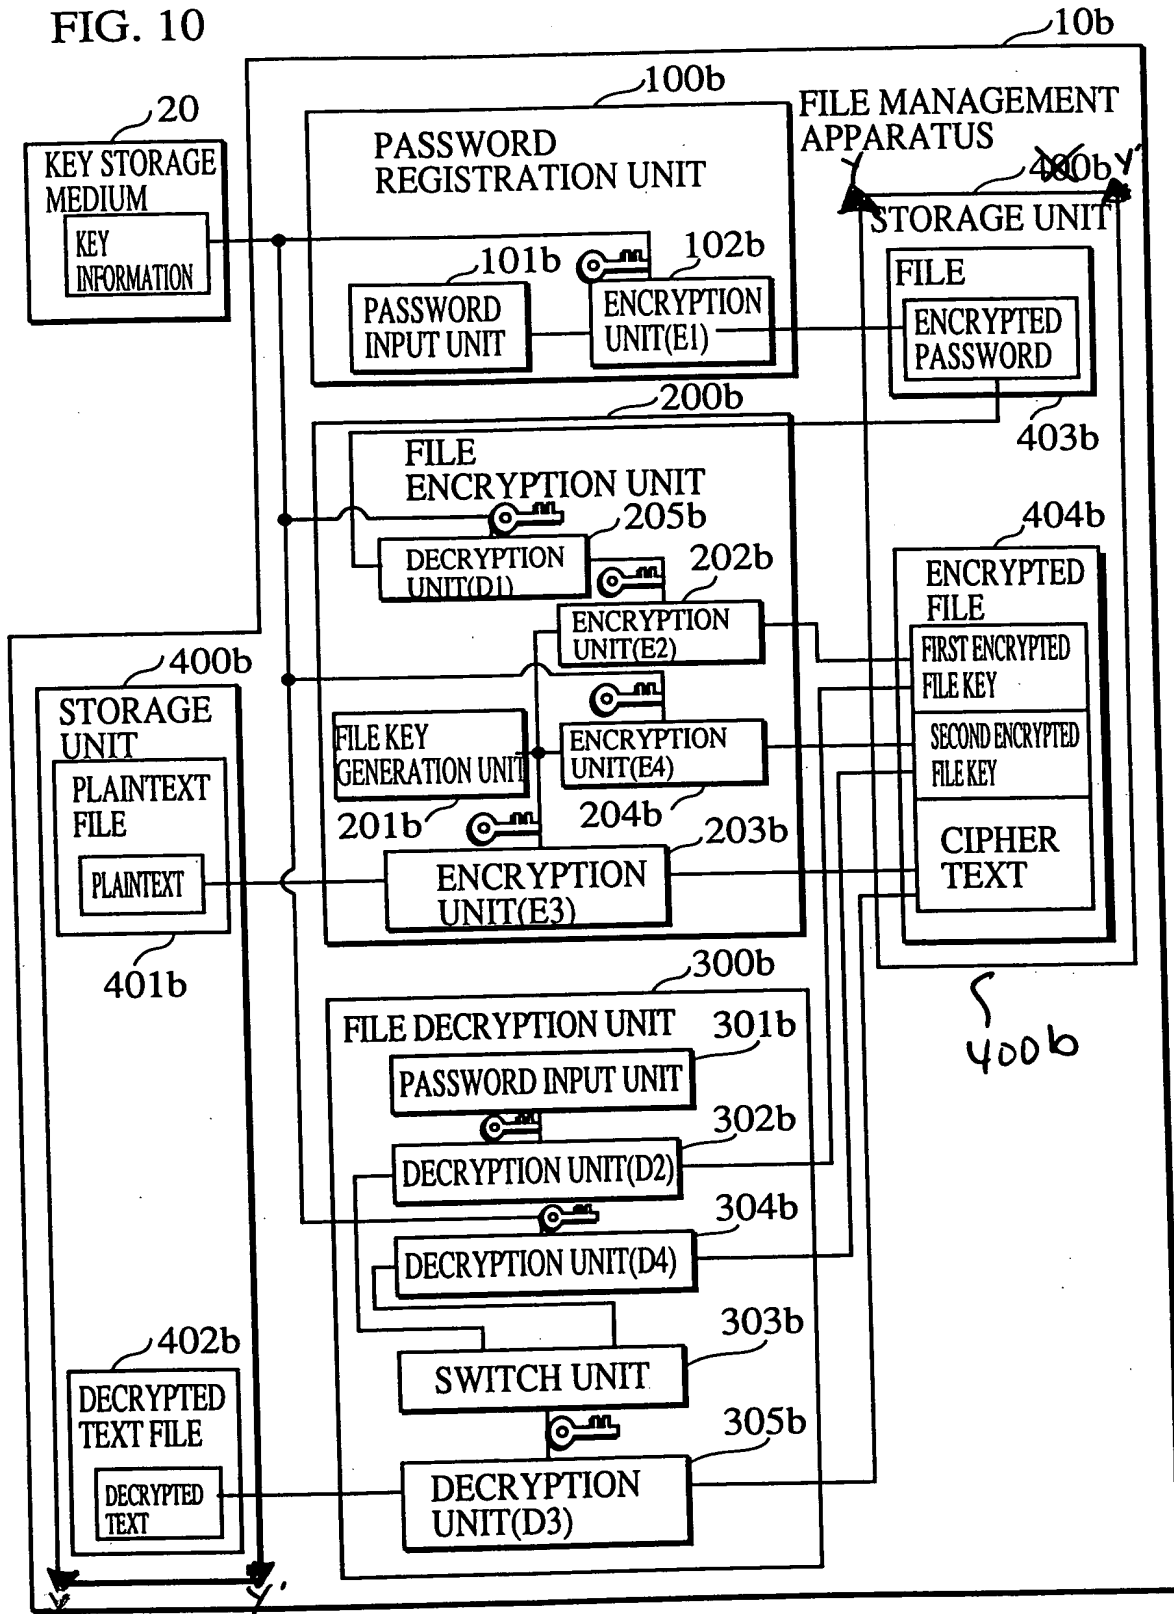 FIG. 10
10b
20
100b
FILE MANAGEMENT
APPARATUS
KEY STORAGE
MEDIUM
KEY
INFORMATION
PASSWORD
REGISTRATION UNIT
Y
400b
Y'
STORAGE UNIT
101b
102b
PASSWORD
INPUT UNIT
ENCRYPTION
UNIT(E1)
FILE
ENCRYPTED
PASSWORD
403b
200b
FILE
ENCRYPTION UNIT
205b
DECRYPTION
UNIT(D1)
202b
ENCRYPTION
UNIT(E2)
404b
ENCRYPTED
FILE
FIRST ENCRYPTED
FILE KEY
SECOND ENCRYPTED
FILE KEY
CIPHER
TEXT
400b
STORAGE
UNIT
PLAINTEXT
FILE
PLAINTEXT
401b
FILE KEY
GENERATION UNIT
201b
ENCRYPTION
UNIT(E4)
204b
203b
ENCRYPTION
UNIT(E3)
400b
300b
FILE DECRYPTION UNIT
301b
PASSWORD INPUT UNIT
302b
DECRYPTION UNIT(D2)
304b
DECRYPTION UNIT(D4)
303b
SWITCH UNIT
305b
DECRYPTION
UNIT(D3)
402b
DECRYPTED
TEXT FILE
DECRYPTED
TEXT
Y
Y'